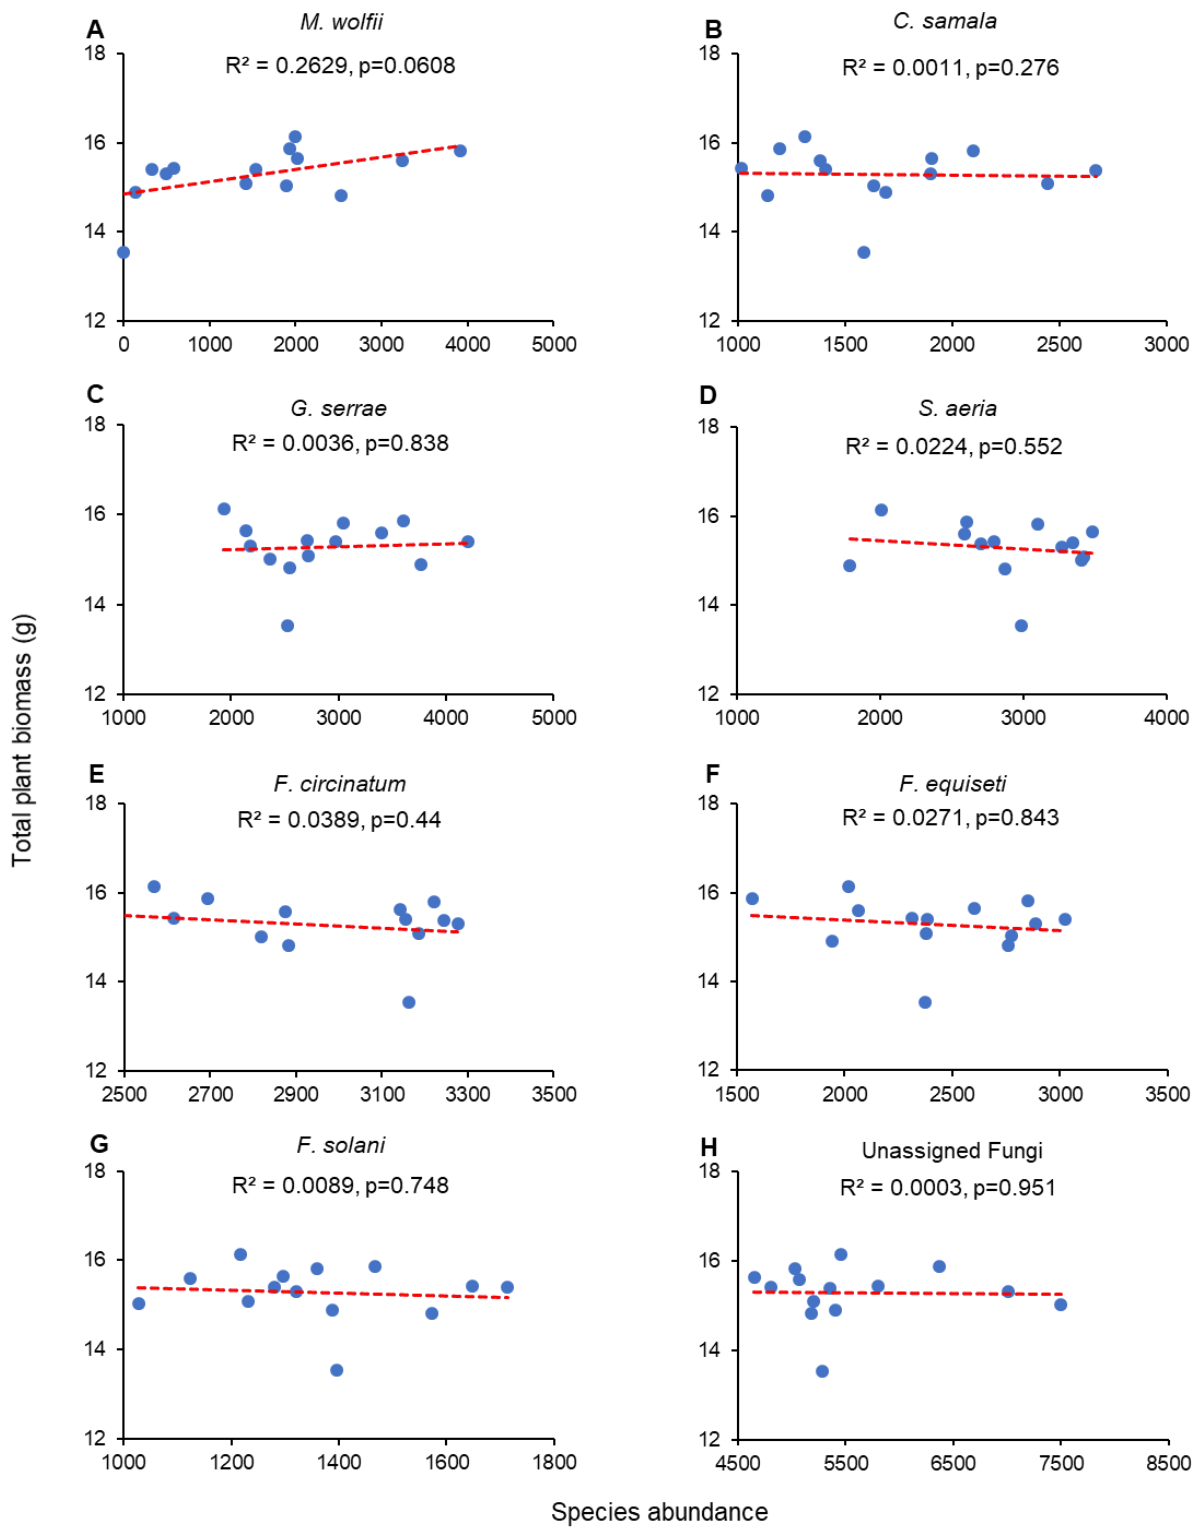 A
M. wolfii
R² = 0.2629, p=0.0608
18
16
14
12
0 1000 2000 3000 4000 5000
B
C. samala
R² = 0.0011, p=0.276
18
16
14
12
1000 1500 2000 2500 3000
C
G. serrae
R² = 0.0036, p=0.838
18
16
14
12
1000 2000 3000 4000 5000
D
S. aeria
R² = 0.0224, p=0.552
18
16
14
12
1000 2000 3000 4000
Total plant biomass (g)
E
F. circinatum
R² = 0.0389, p=0.44
18
16
14
12
2500 2700 2900 3100 3300 3500
F
F. equiseti
R² = 0.0271, p=0.843
18
16
14
12
1500 2000 2500 3000 3500
G
F. solani
R² = 0.0089, p=0.748
18
16
14
12
1000 1200 1400 1600 1800
H
Unassigned Fungi
R² = 0.0003, p=0.951
18
16
14
12
4500 5500 6500 7500 8500
Species abundance